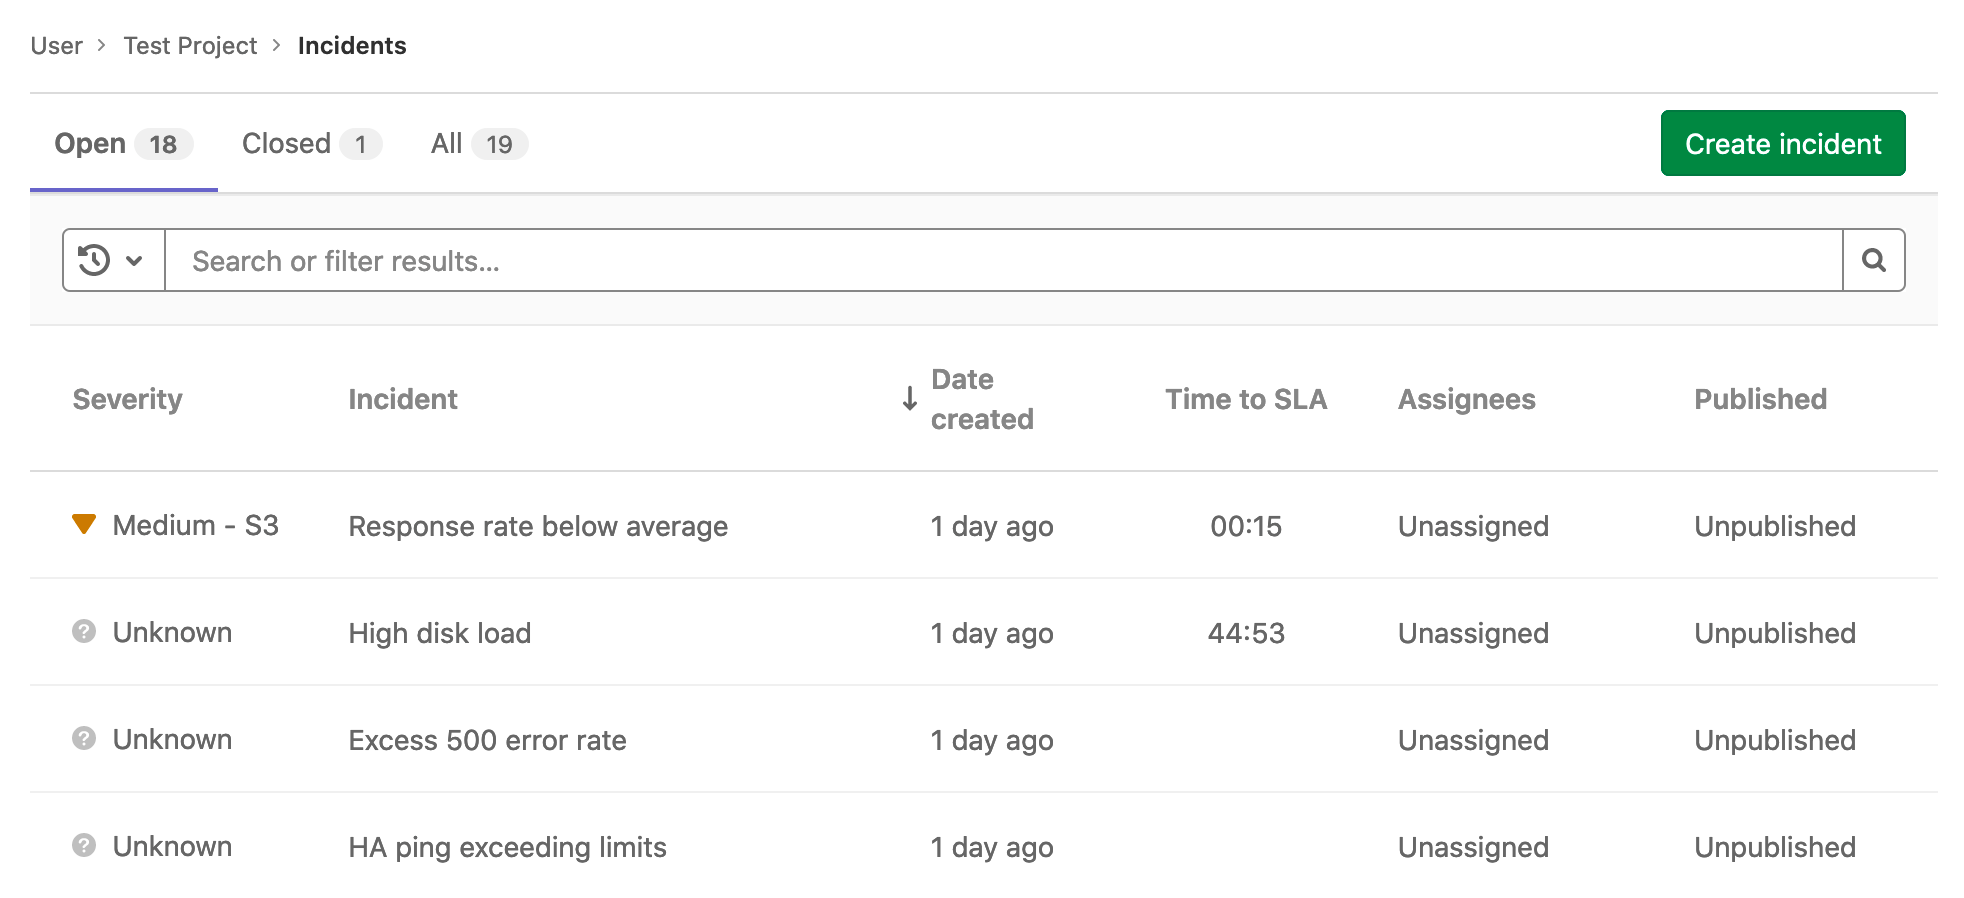 User > Test Project > Incidents
Open 18 Closed 1 All 19 Create incident
Search or filter results...
Severity Incident Date created Time to SLA Assignees Published
Medium - S3 Response rate below average 1 day ago 00:15 Unassigned Unpublished
Unknown High disk load 1 day ago 44:53 Unassigned Unpublished
Unknown Excess 500 error rate 1 day ago Unassigned Unpublished
Unknown HA ping exceeding limits 1 day ago Unassigned Unpublished